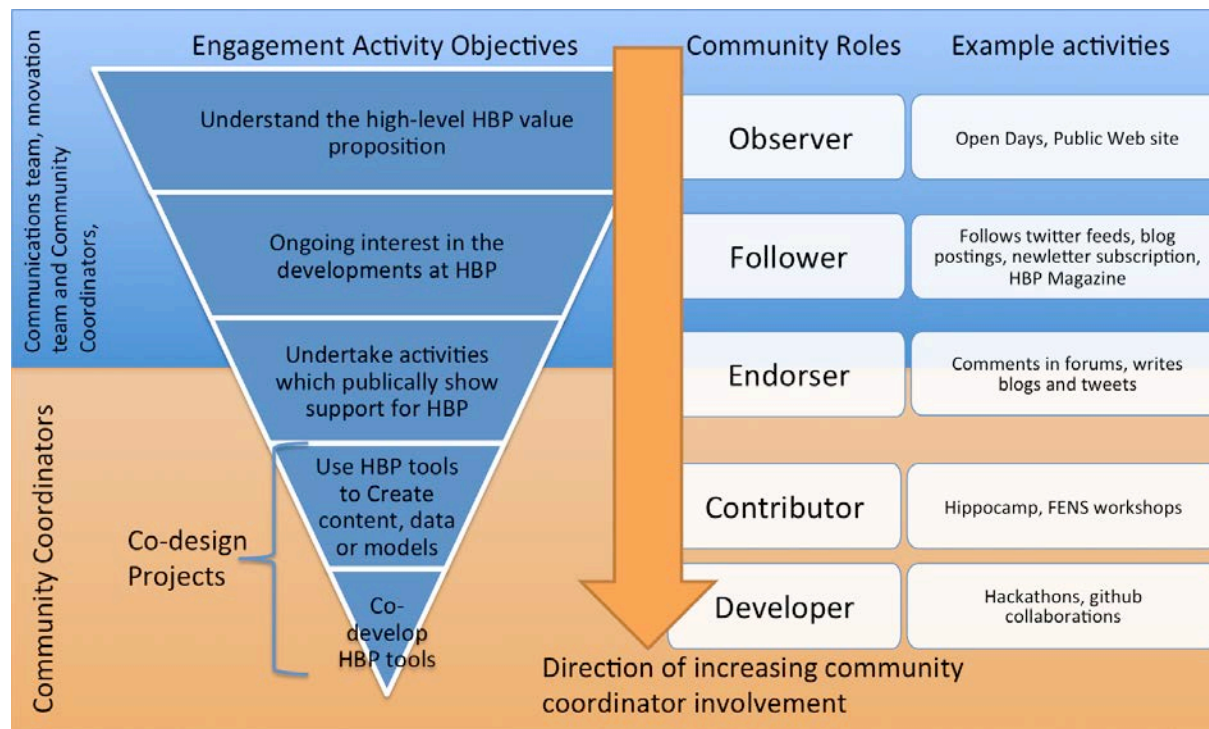 Engagement Activity Objectives
Community Roles
Example activities
Communications team, nnovation
team and Community
Coordinators,
Understand the high-level HBP value
proposition
Observer
Open Days, Public Web site
Ongoing interest in the
developments at HBP
Follower
Follows twitter feeds, blog
postings, newletter subscription,
HBP Magazine
Undertake activities
which publically show
support for HBP
Endorser
Comments in forums, writes
blogs and tweets
Community Coordinators
Co-design
Projects
Use HBP tools
to Create
content, data
or models
Contributor
Hippocamp, FENS workshops
Co-
develop
HBP tools
Developer
Hackathons, github
collaborations
Direction of increasing community
coordinator involvement